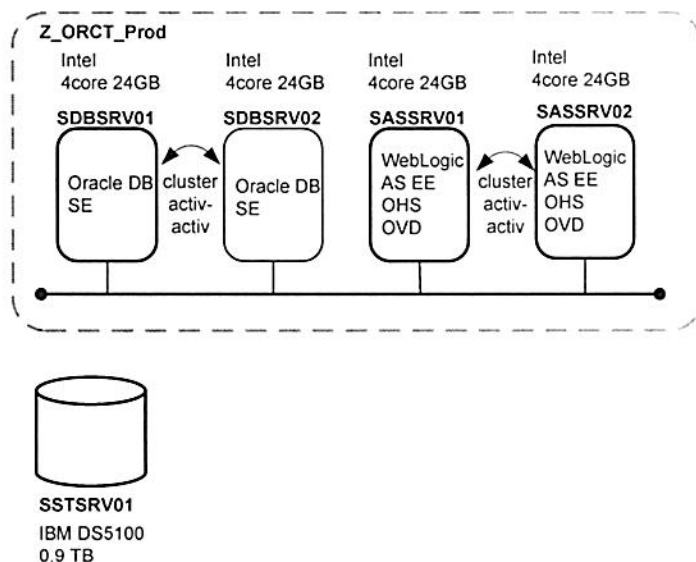 Z_ORCT_Prod
Intel
4core 24GB
SDBSRV01
Oracle DB
SE
cluster
activ-
activ
Intel
4core 24GB
SDBSRV02
Oracle DB
SE
Intel
4core 24GB
SASSRV01
WebLogic
AS EE
OHS
OVD
cluster
activ-
activ
Intel
4core 24GB
SASSRV02
WebLogic
AS EE
OHS
OVD
SSTSRV01
IBM DS5100
0.9 TB